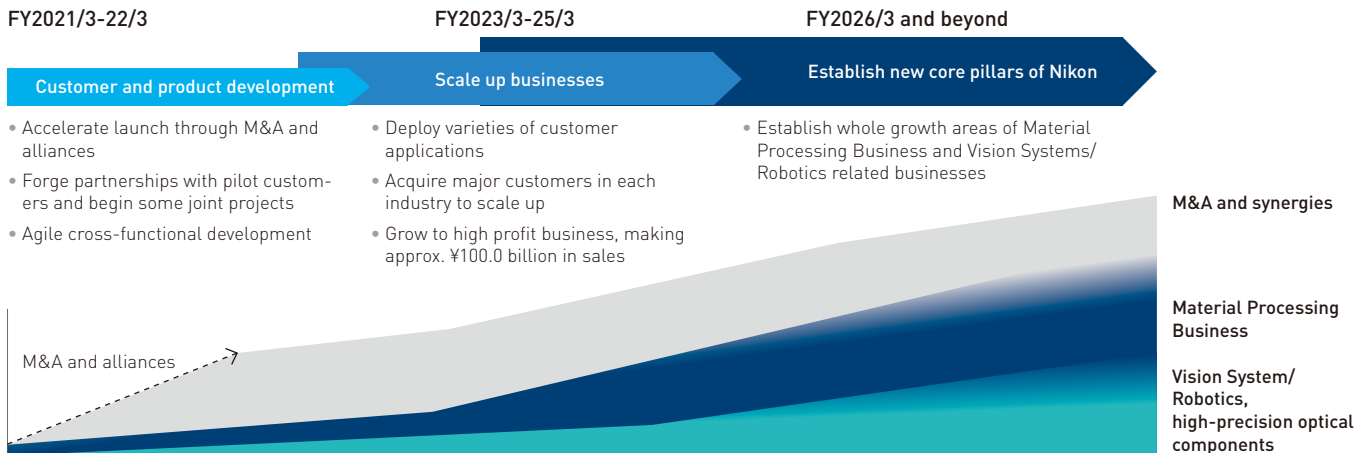 FY2021/3-22/3
FY2023/3-25/3
FY2026/3 and beyond
Customer and product development
Scale up businesses
Establish new core pillars of Nikon
• Accelerate launch through M&A and
alliances
• Forge partnerships with pilot custom-
ers and begin some joint projects
• Agile cross-functional development
• Deploy varieties of customer
applications
• Acquire major customers in each
industry to scale up
• Grow to high profit business, making
approx. ¥100.0 billion in sales
• Establish whole growth areas of Material
Processing Business and Vision Systems/
Robotics related businesses
M&A and alliances
M&A and synergies
Material Processing
Business
Vision System/
Robotics,
high-precision optical
components